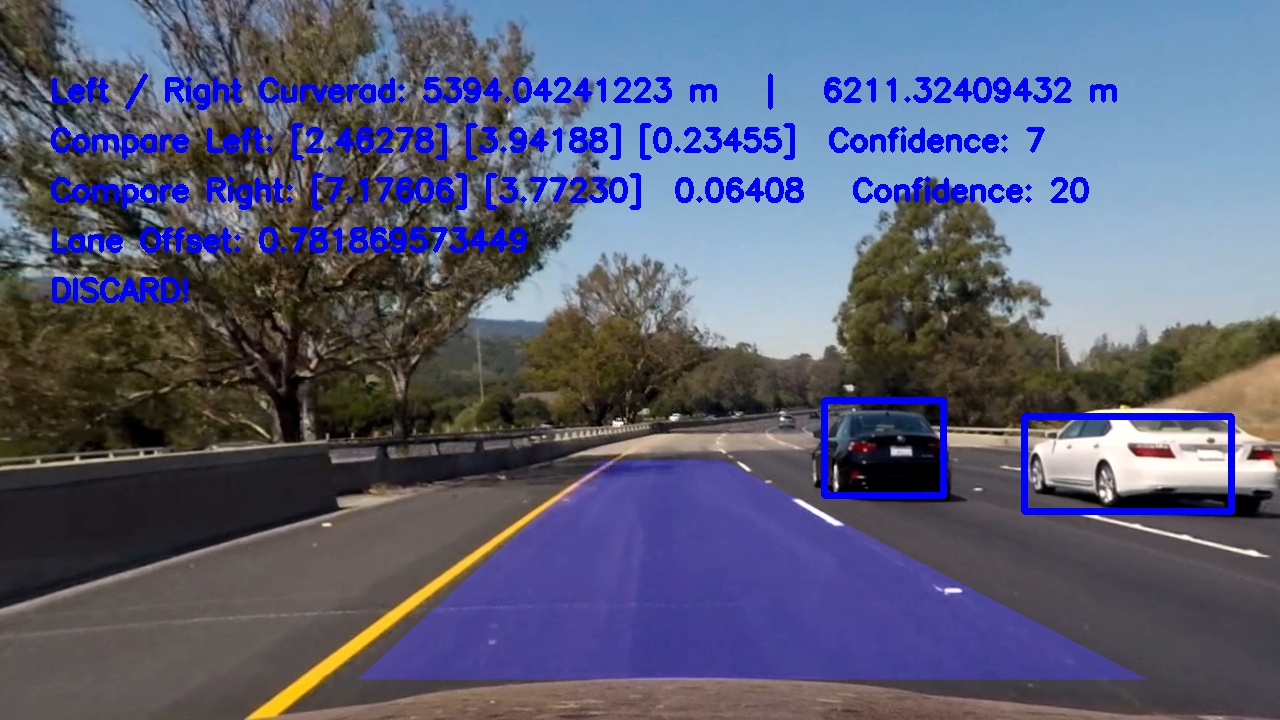 Left / Right Curverad: 5394.04241223 m | 6211.32409432 m
Compare Left: [2.46278] [3.94188] [0.23455] Confidence: 7
Compare Right: [7.17606] [3.77230] 0.06408 Confidence: 20
Lane Offset: 0.781869573449
DISCARD!